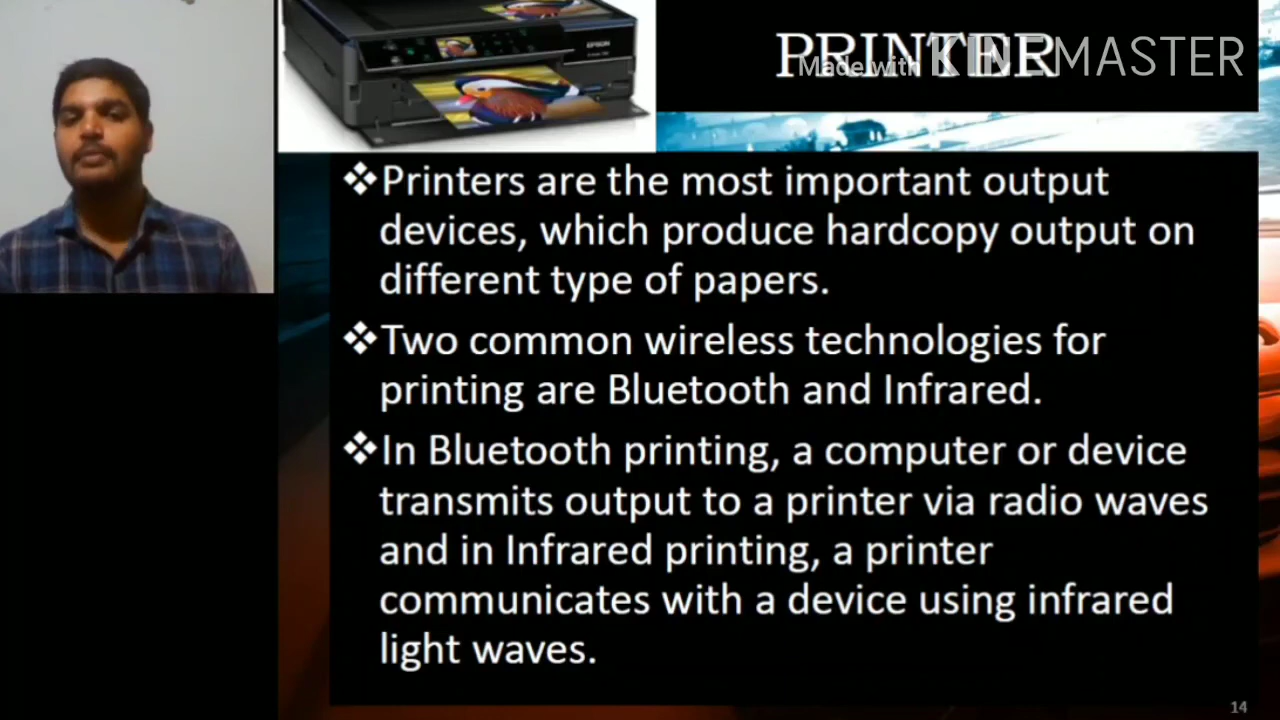 EPSON
PRINTER
Made with KINEMASTER
❖Printers are the most important output
devices, which produce hardcopy output on
different type of papers.
❖Two common wireless technologies for
printing are Bluetooth and Infrared.
❖In Bluetooth printing, a computer or device
transmits output to a printer via radio waves
and in Infrared printing, a printer
communicates with a device using infrared
light waves.
14